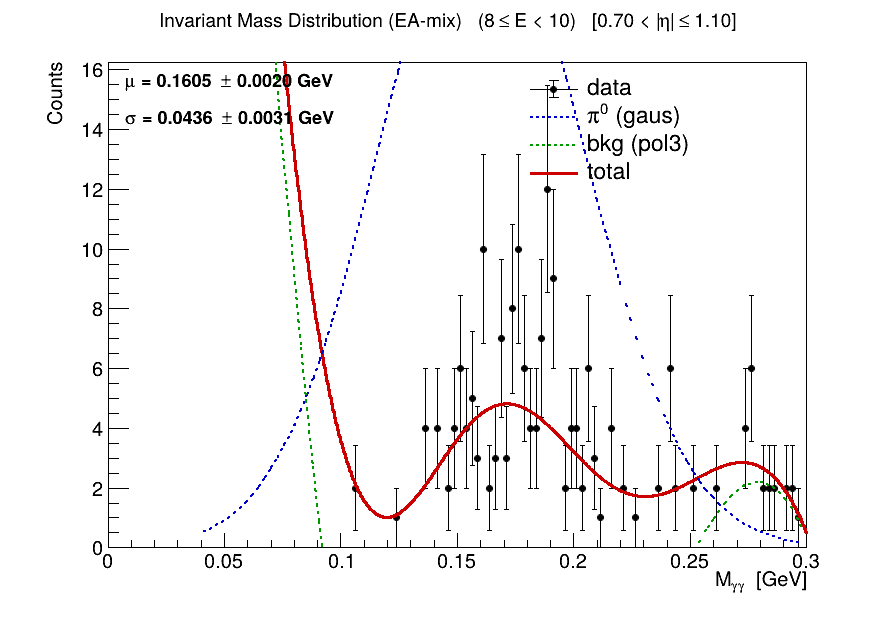 Invariant Mass Distribution (EA-mix) (8 ≤ E < 10) [0.70 < |η| ≤ 1.10]
Counts
μ = 0.1605 ± 0.0020 GeV
σ = 0.0436 ± 0.0031 GeV
data
π⁰ (gaus)
bkg (pol3)
total
16
14
12
10
8
6
4
2
0
0 0.05 0.1 0.15 0.2 0.25 0.3
M_γγ [GeV]